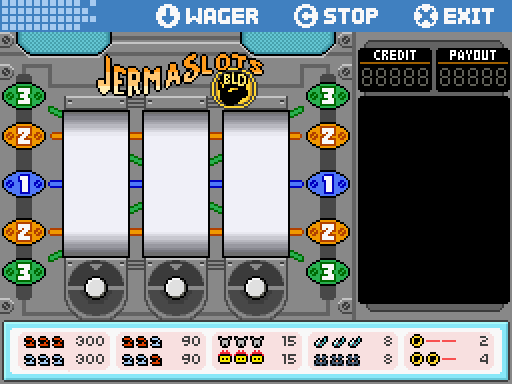 WAGER STOP EXIT
JERMASLOTS
BLD
CREDIT PAYOUT
3 3
2 2
1 1
2 2
3 3
300 90 15 8 2
300 90 15 8 4